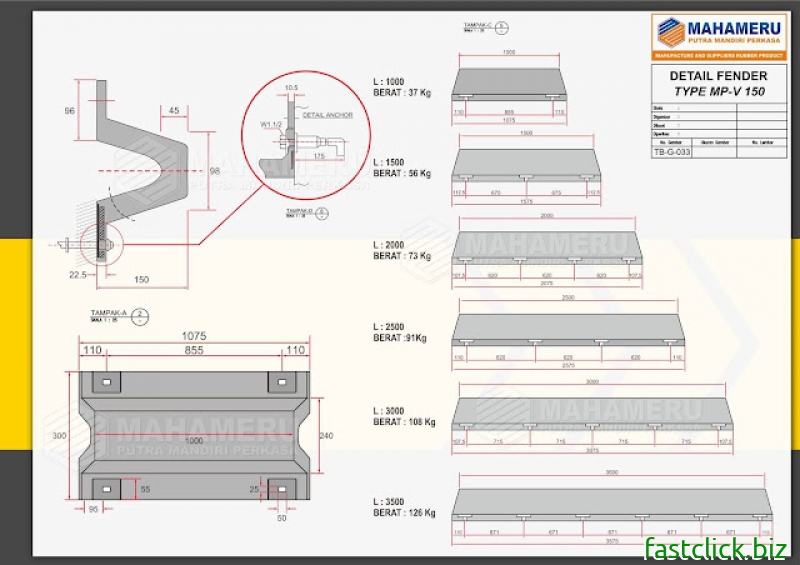 MAHAMERU
PUTRA MANDIRI PERKASA
MANUFACTURE AND SUPPLIERS RUBBER PRODUCT
DETAIL FENDER
TYPE MP-V 150
No. Gambar
TB-G-033
TAMPAK-C
L : 1000
BERAT : 37 Kg
1000
110
855
110
1075
L : 1500
BERAT : 56 Kg
1500
117,5
675
675
117,5
1575
L : 2000
BERAT : 73 Kg
2000
107,5
620
620
620
107,5
2075
L : 2500
BERAT :91Kg
2500
110
620
620
620
110
2575
L : 3000
BERAT : 108 Kg
3000
107,5
715
715
715
715
107,5
3075
L : 3500
BERAT : 126 Kg
3500
110
671
671
671
671
671
110
3575
96
45
98
22.5
150
10.5
DETAIL ANCHOR
W1.1/2
175
TAMPAK-D
TAMPAK-A
2
1075
110
855
110
300
1000
240
55
25
95
50
MAHAMERU
PUTRA MANDIRI PERKASA
fastclick.biz